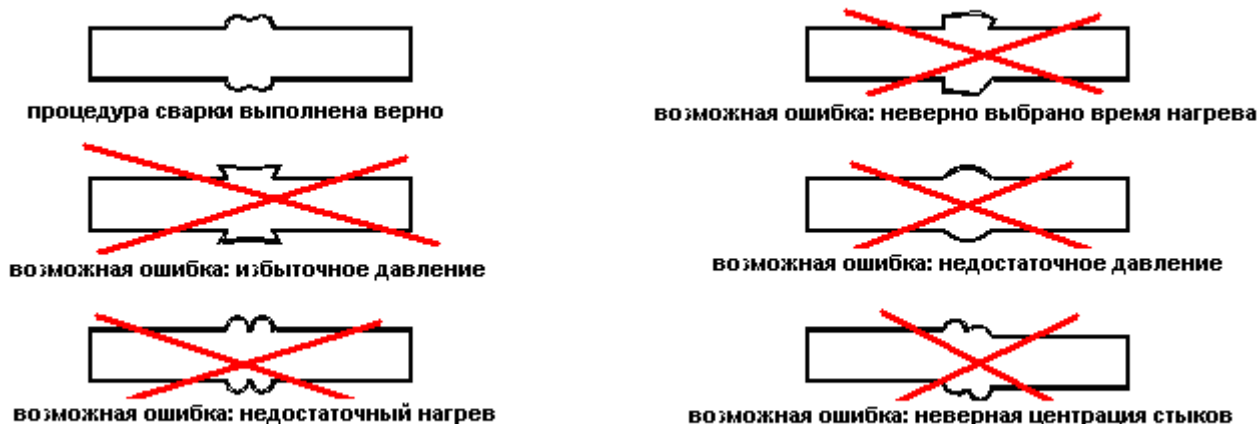 процедура сварки выполнена верно
возможная ошибка: неверно выбрано время нагрева
возможная ошибка: избыточное давление
возможная ошибка: недостаточное давление
возможная ошибка: недостаточный нагрев
возможная ошибка: неверная центрация стыков